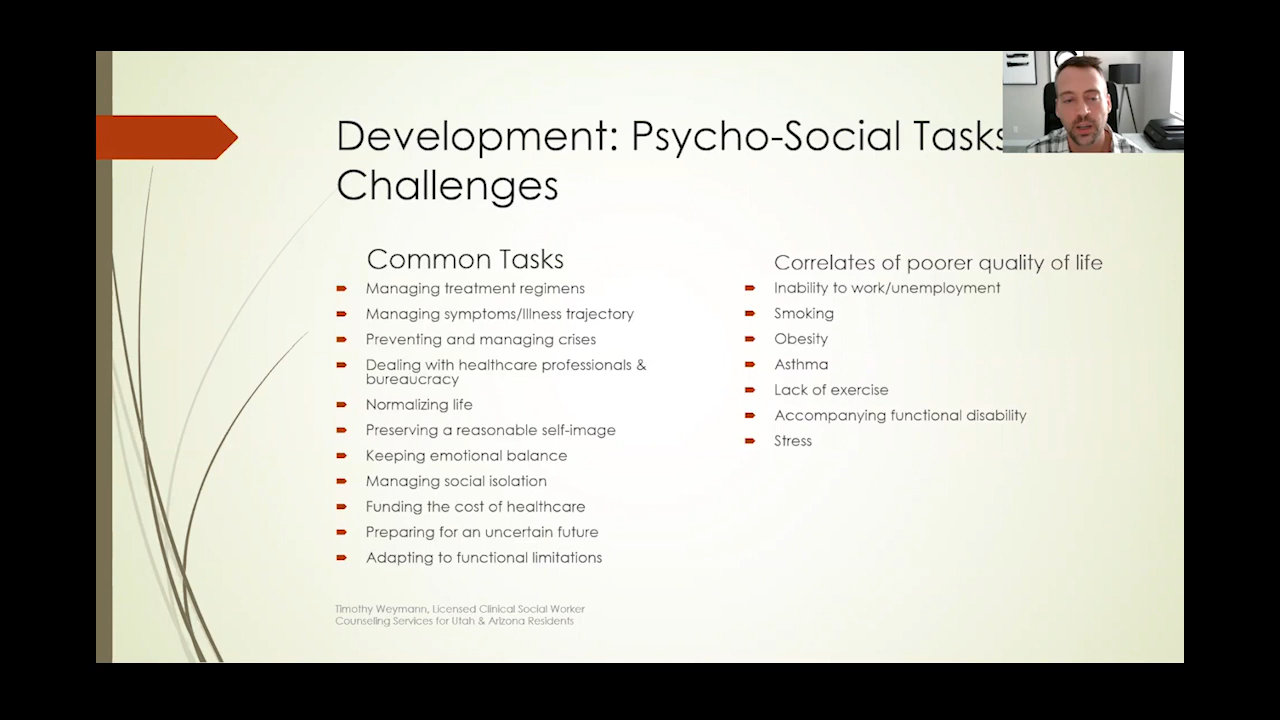 Development: Psycho-Social Tasks
Challenges
Common Tasks
Managing treatment regimens
Managing symptoms/Illness trajectory
Preventing and managing crises
Dealing with healthcare professionals &
bureaucracy
Normalizing life
Preserving a reasonable self-image
Keeping emotional balance
Managing social isolation
Funding the cost of healthcare
Preparing for an uncertain future
Adapting to functional limitations
Correlates of poorer quality of life
Inability to work/unemployment
Smoking
Obesity
Asthma
Lack of exercise
Accompanying functional disability
Stress
Timothy Weymann, Licensed Clinical Social Worker
Counseling Services for Utah & Arizona Residents